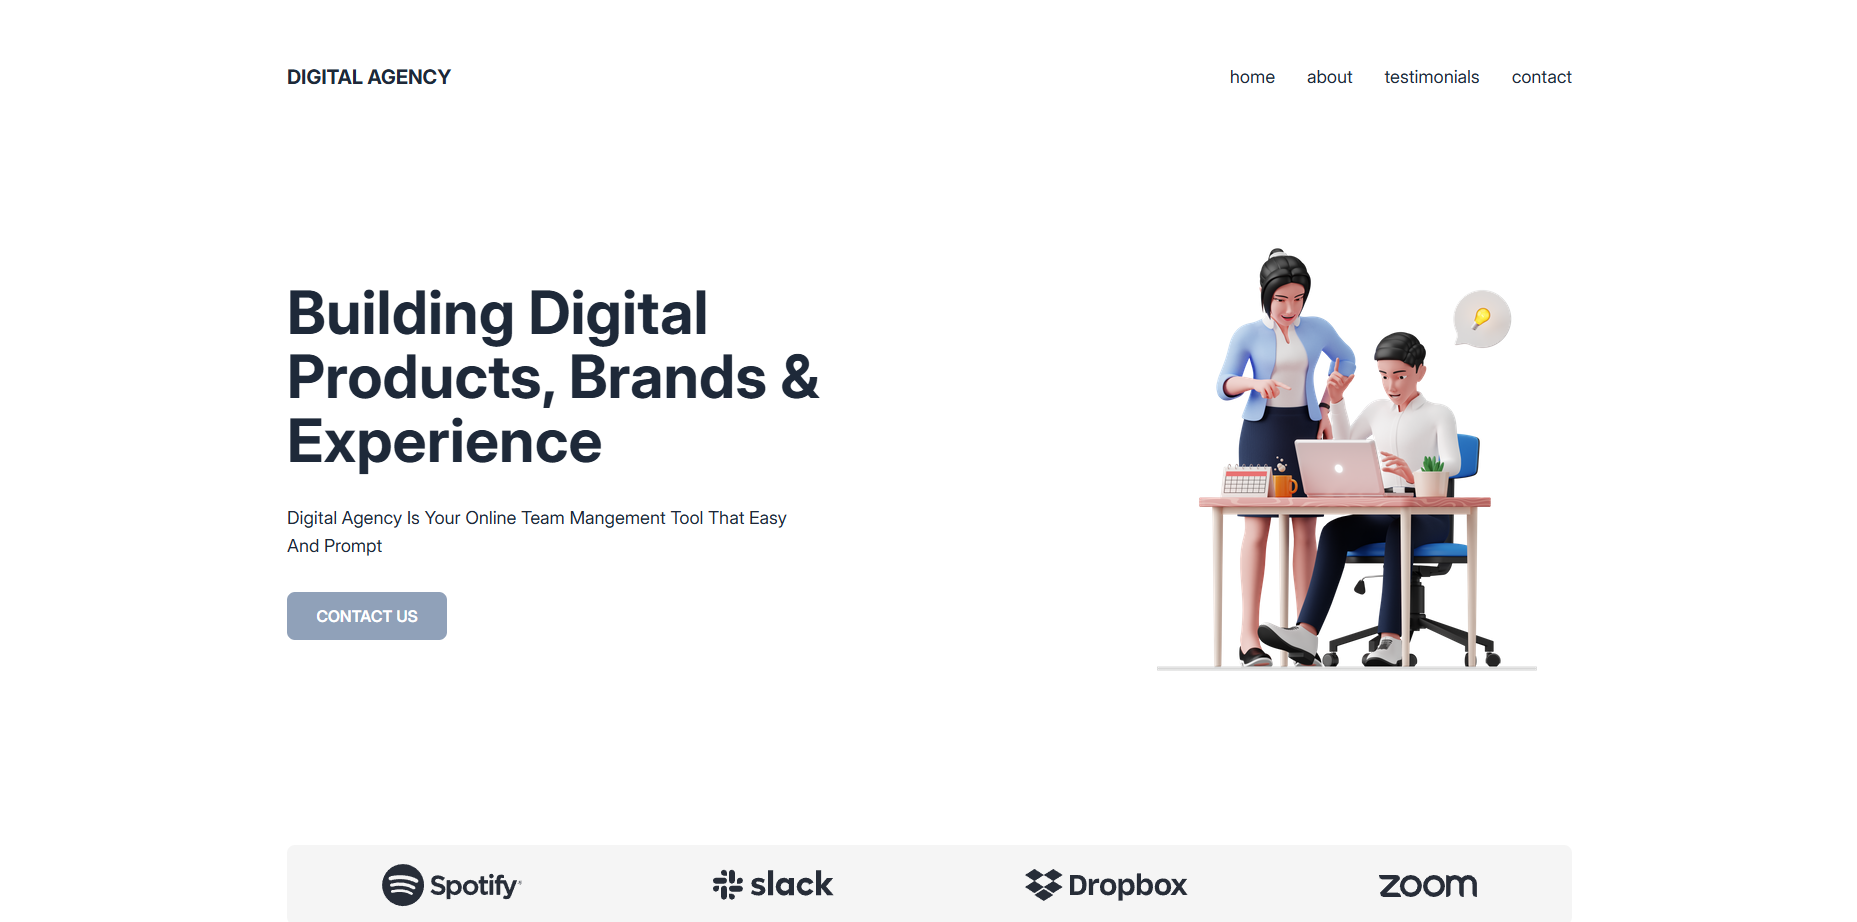 DIGITAL AGENCY
home about testimonials contact
Building Digital
Products, Brands &
Experience
Digital Agency Is Your Online Team Mangement Tool That Easy
And Prompt
CONTACT US
Spotify slack Dropbox zoom